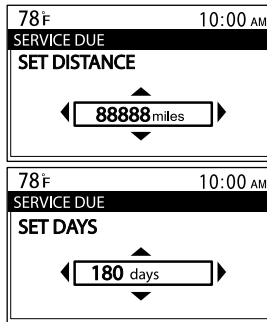 78°F 10:00 AM
SERVICE DUE
SET DISTANCE
88888 miles
78°F 10:00 AM
SERVICE DUE
SET DAYS
180 days